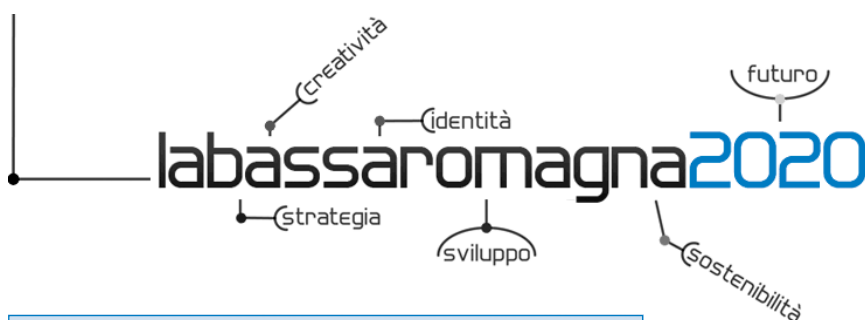 creatività
futuro
identità
labassaromagna2020
strategia
sviluppo
sostenibilità